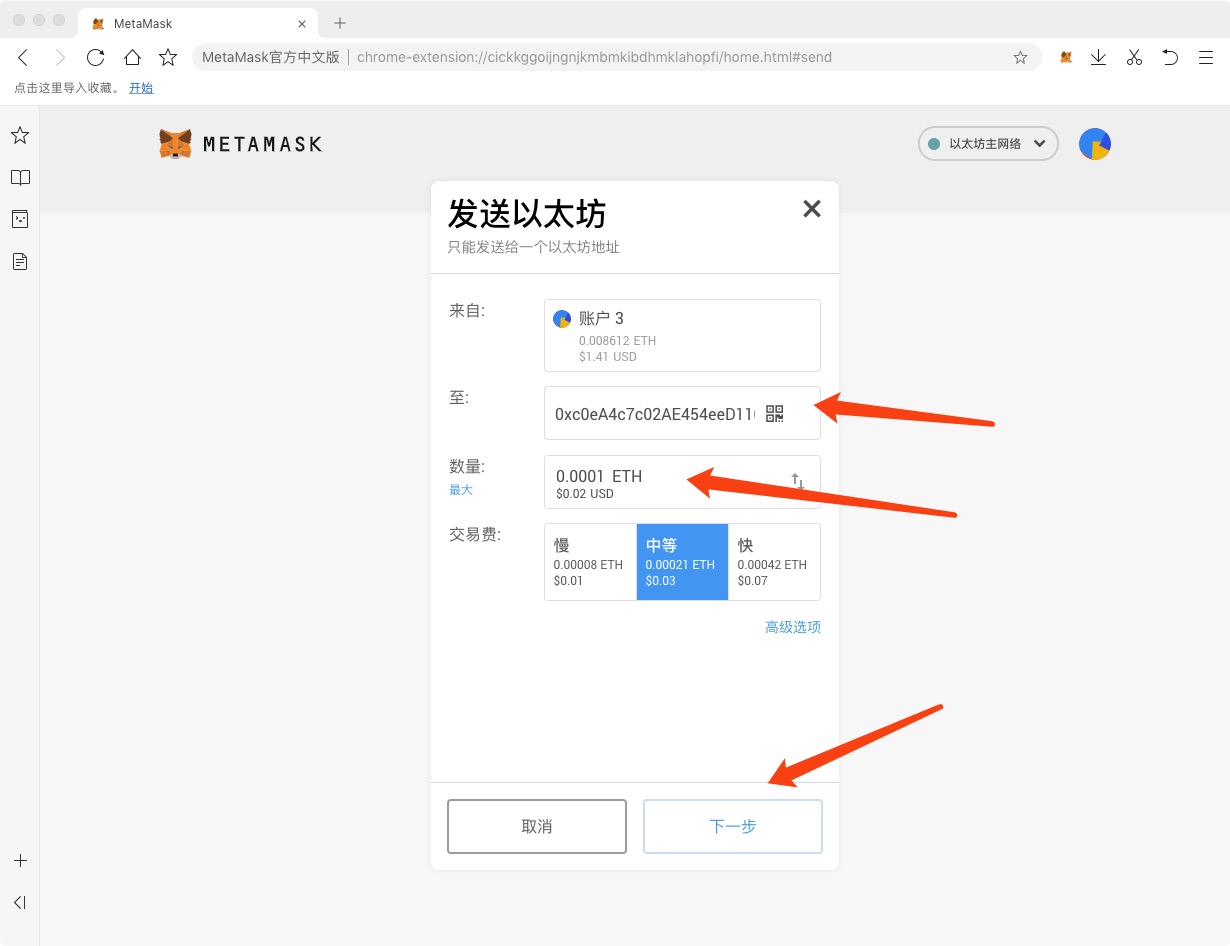 MetaMask
MetaMask官方中文版 chrome-extension://cickkggoijngnjkmbmkibdhmklahopfi/home.html#send
点击这里导入收藏。 开始
METAMASK
以太坊主网络
发送以太坊
只能发送给一个以太坊地址
来自:
账户 3
0.008612 ETH
$1.41 USD
至:
0xc0eA4c7c02AE454eeD11
数量:
最大
0.0001 ETH
$0.02 USD
交易费:
慢
0.00008 ETH
$0.01
中等
0.00021 ETH
$0.03
快
0.00042 ETH
$0.07
高级选项
取消
下一步